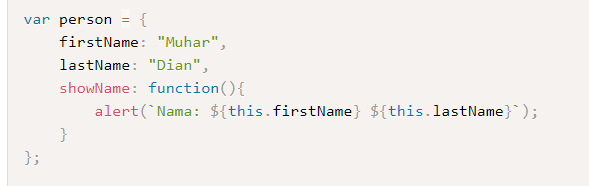 var person = {
    firstName: "Muhar",
    lastName: "Dian",
    showName: function(){
        alert(`Nama: ${this.firstName} ${this.lastName}`);
    }
};